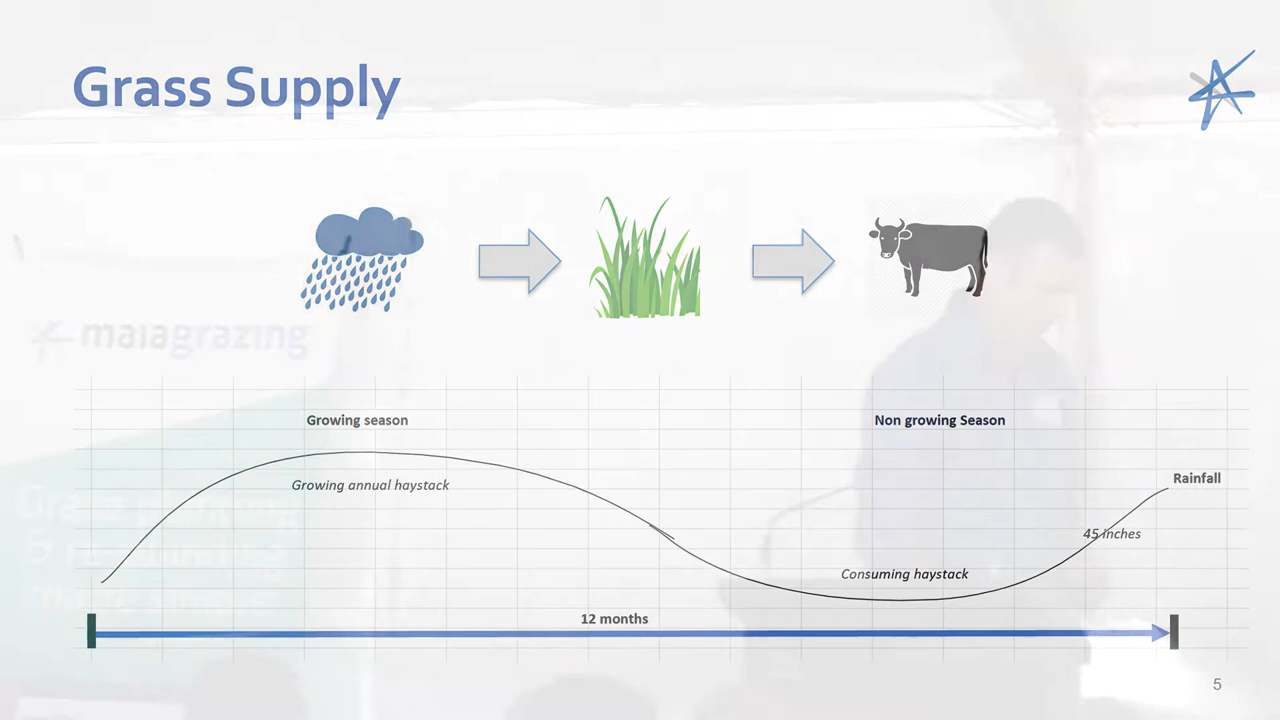 Grass Supply
maiagrazing
Growing season
Non growing Season
Growing annual haystack
Rainfall
45 inches
Consuming haystack
12 months
5